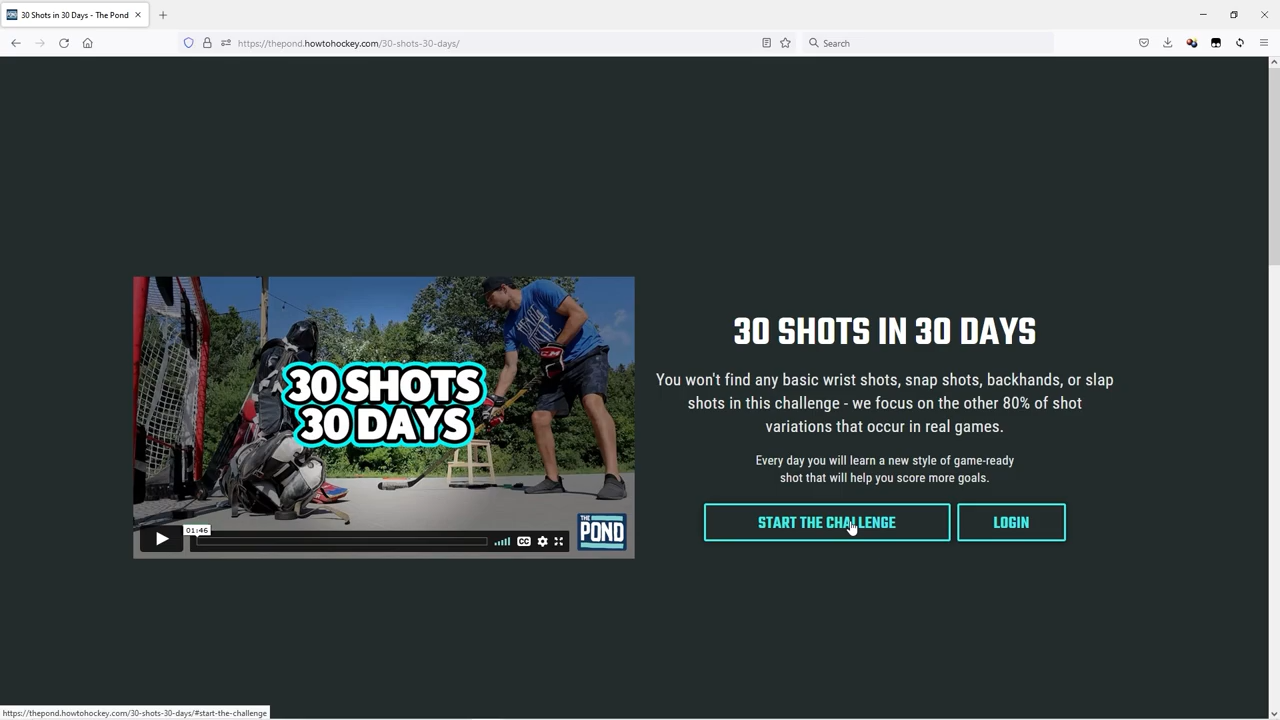 30 Shots in 30 Days - The Pond
https://thepond.howtohockey.com/30-shots-30-days/
Search
30 SHOTS
30 DAYS
01:46
CC
THE
POND
30 SHOTS IN 30 DAYS
You won't find any basic wrist shots, snap shots, backhands, or slap
shots in this challenge - we focus on the other 80% of shot
variations that occur in real games.
Every day you will learn a new style of game-ready
shot that will help you score more goals.
START THE CHALLENGE
LOGIN
https://thepond.howtohockey.com/30-shots-30-days/#start-the-challenge